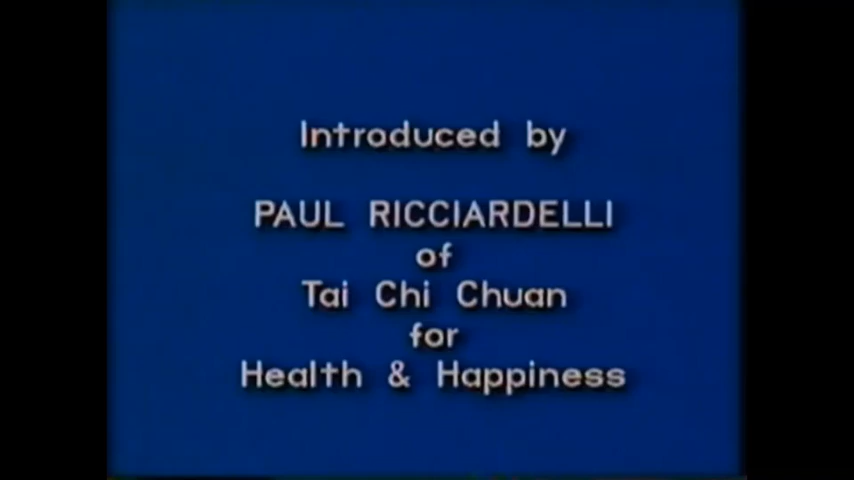 Introduced by
PAUL RICCIARDELLI
of
Tai Chi Chuan
for
Health & Happiness